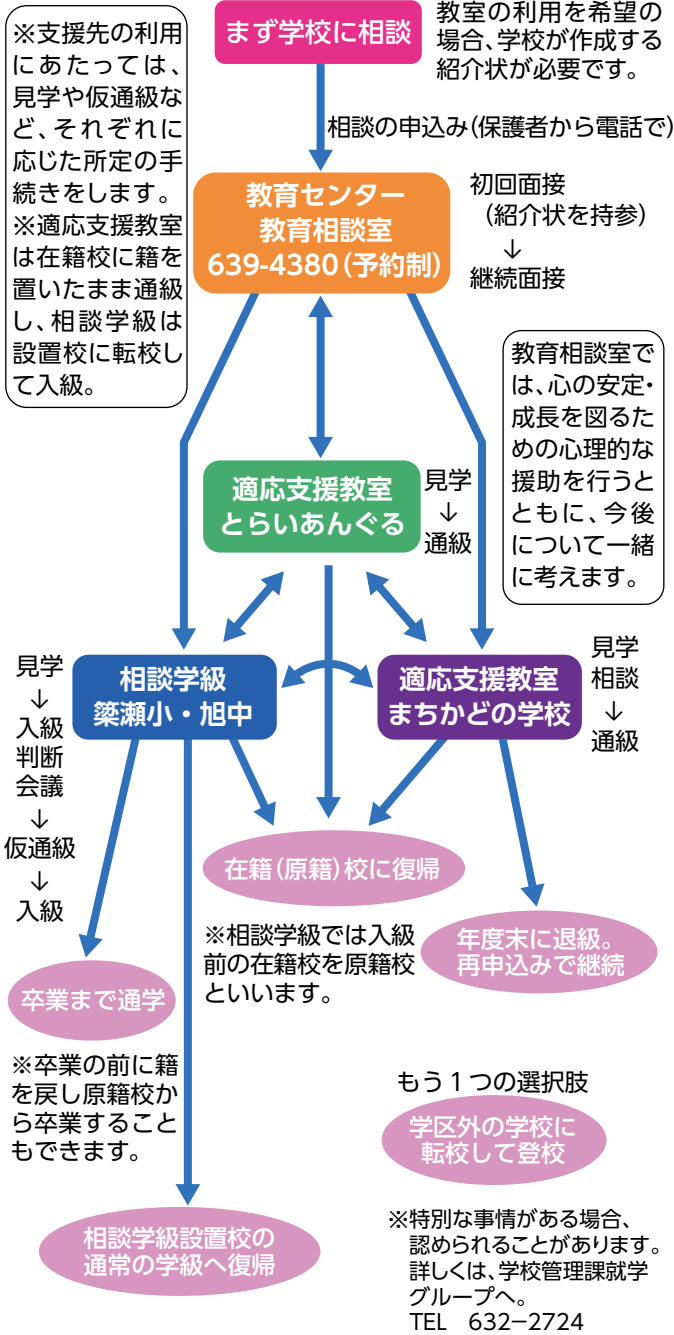 ※支援先の利用
にあたっては、
見学や仮通級な
ど、それぞれに
応じた所定の手
続きをします。
※適応支援教室
は在籍校に籍を
置いたまま通級
し、相談学級は
設置校に転校し
て入級。
まず学校に相談
教室の利用を希望の
場合、学校が作成する
紹介状が必要です。
相談の申込み(保護者から電話で)
教育センター
教育相談室
639-4380(予約制)
初回面接
(紹介状を持参)
↓
継続面接
教育相談室で
は、心の安定・
成長を図るた
めの心理的な
援助を行うと
ともに、今後
について一緒
に考えます。
適応支援教室
とらいあんぐる
見学
↓
通級
相談学級
簗瀬小・旭中
見学
↓
入級
判断
会議
↓
仮通級
↓
入級
適応支援教室
まちかどの学校
見学
相談
↓
通級
在籍(原籍)校に復帰
※相談学級では入級
前の在籍校を原籍校
といいます。
年度末に退級。
再申込みで継続
卒業まで通学
※卒業の前に籍
を戻し原籍校か
ら卒業すること
もできます。
もう1つの選択肢
学区外の学校に
転校して登校
相談学級設置校の
通常の学級へ復帰
※特別な事情がある場合、
認められることがあります。
詳しくは、学校管理課就学
グループへ。
TEL 632−2724